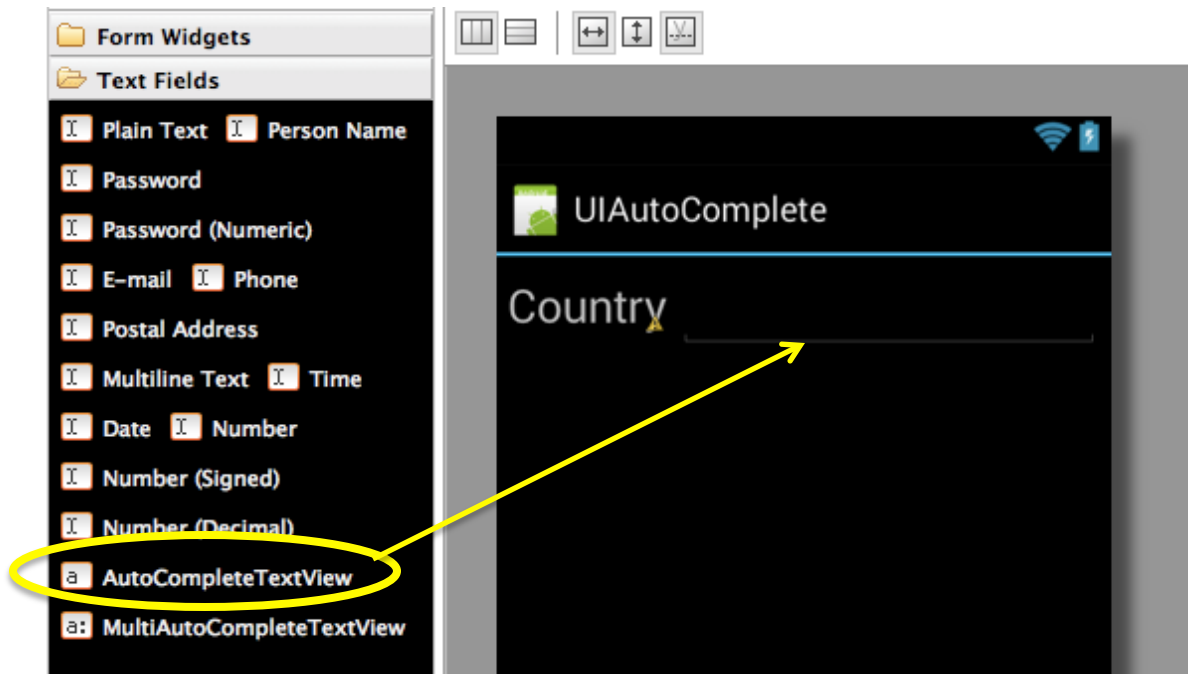 Form Widgets
Text Fields
Plain Text Person Name
Password
Password (Numeric)
E-mail Phone
Postal Address
Multiline Text Time
Date Number
Number (Signed)
Number (Decimal)
a AutoCompleteTextView
a: MultiAutoCompleteTextView
UIAutoComplete
Country